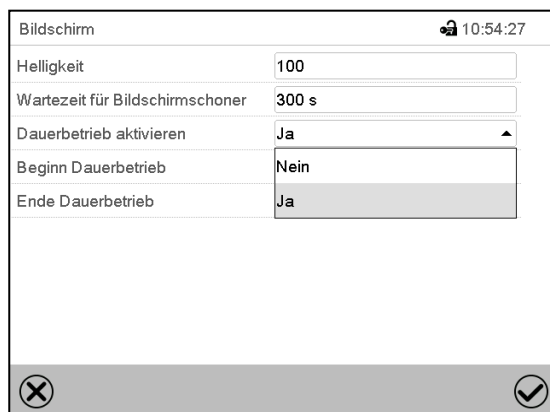 Bildschirm 10:54:27
Helligkeit 100
Wartezeit für Bildschirmschoner 300 s
Dauerbetrieb aktivieren Ja
Beginn Dauerbetrieb Nein
Ende Dauerbetrieb Ja